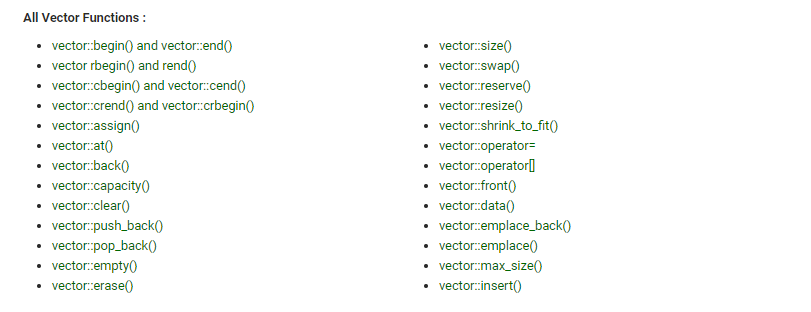 All Vector Functions :
vector::begin() and vector::end()
vector rbegin() and rend()
vector::cbegin() and vector::cend()
vector::crend() and vector::crbegin()
vector::assign()
vector::at()
vector::back()
vector::capacity()
vector::clear()
vector::push_back()
vector::pop_back()
vector::empty()
vector::erase()
vector::size()
vector::swap()
vector::reserve()
vector::resize()
vector::shrink_to_fit()
vector::operator=
vector::operator[]
vector::front()
vector::data()
vector::emplace_back()
vector::emplace()
vector::max_size()
vector::insert()